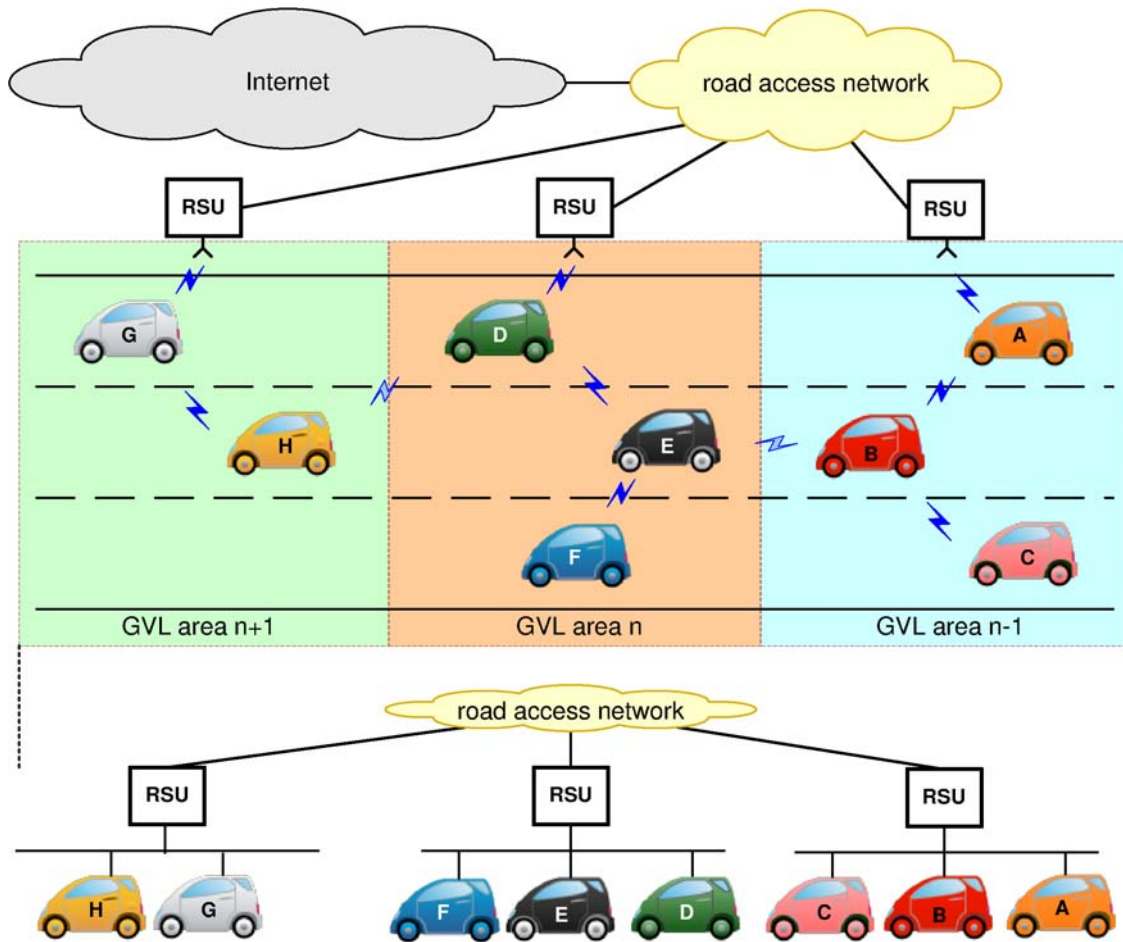 Internet
road access network
RSU
RSU
RSU
G
D
A
H
E
B
F
C
GVL area n+1
GVL area n
GVL area n-1
road access network
RSU
RSU
RSU
H
G
F
E
D
C
B
A